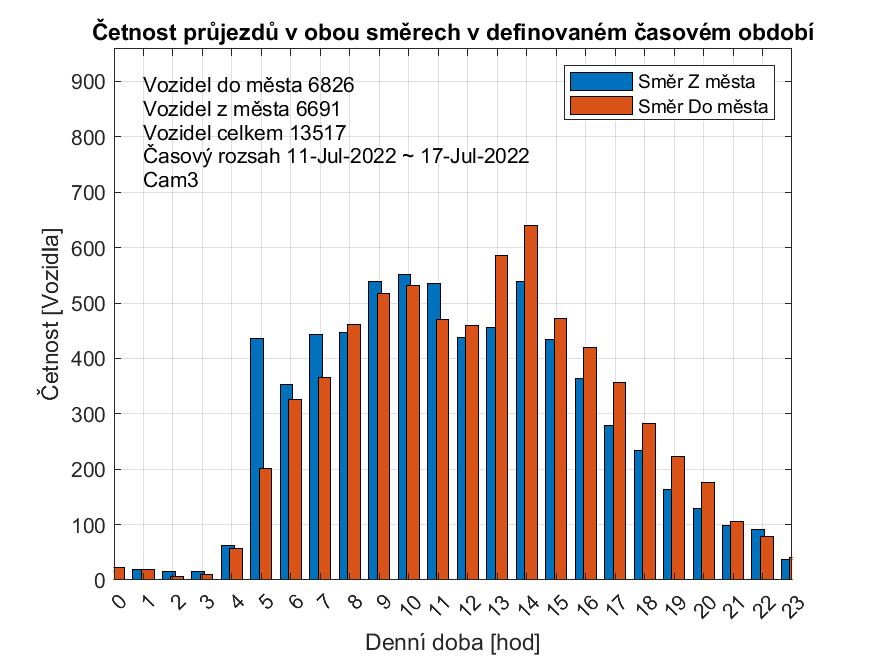 Četnost průjezdů v obou směrech v definovaném časovém období
Vozidel do města 6826
Vozidel z města 6691
Vozidel celkem 13517
Časový rozsah 11-Jul-2022 ~ 17-Jul-2022
Cam3
Směr Z města
Směr Do města
Četnost [Vozidla]
900
800
700
600
500
400
300
200
100
0
0 1 2 3 4 5 6 7 8 9 10 11 12 13 14 15 16 17 18 19 20 21 22 23
Denní doba [hod]